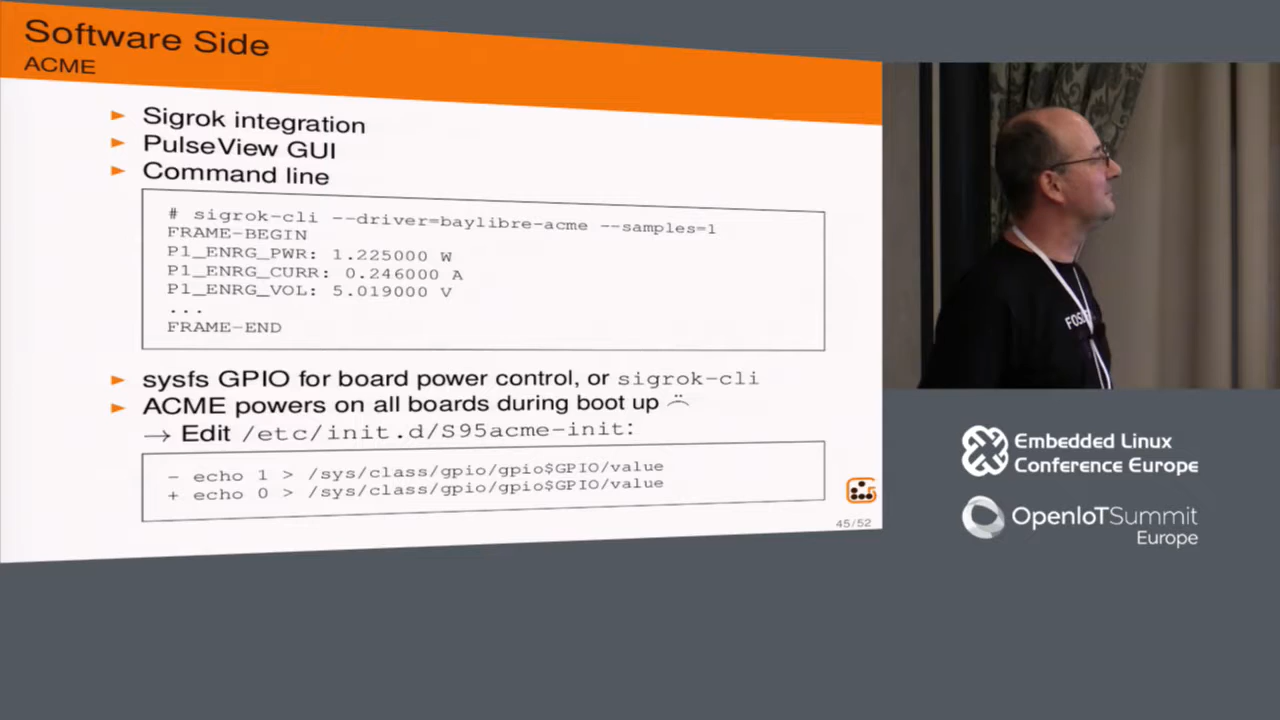 Software Side
ACME
► Sigrok integration
► PulseView GUI
► Command line
# sigrok-cli --driver=baylibre-acme --samples=1
FRAME-BEGIN
P1_ENRG_PWR: 1.225000 W
P1_ENRG_CURR: 0.246000 A
P1_ENRG_VOL: 5.019000 V
...
FRAME-END
► sysfs GPIO for board power control, or sigrok-cli
► ACME powers on all boards during boot up ☹
→ Edit /etc/init.d/S95acme-init:
- echo 1 > /sys/class/gpio/gpio$GPIO/value
+ echo 0 > /sys/class/gpio/gpio$GPIO/value
45/52
Embedded Linux
Conference Europe
OpenIoTSummit
Europe